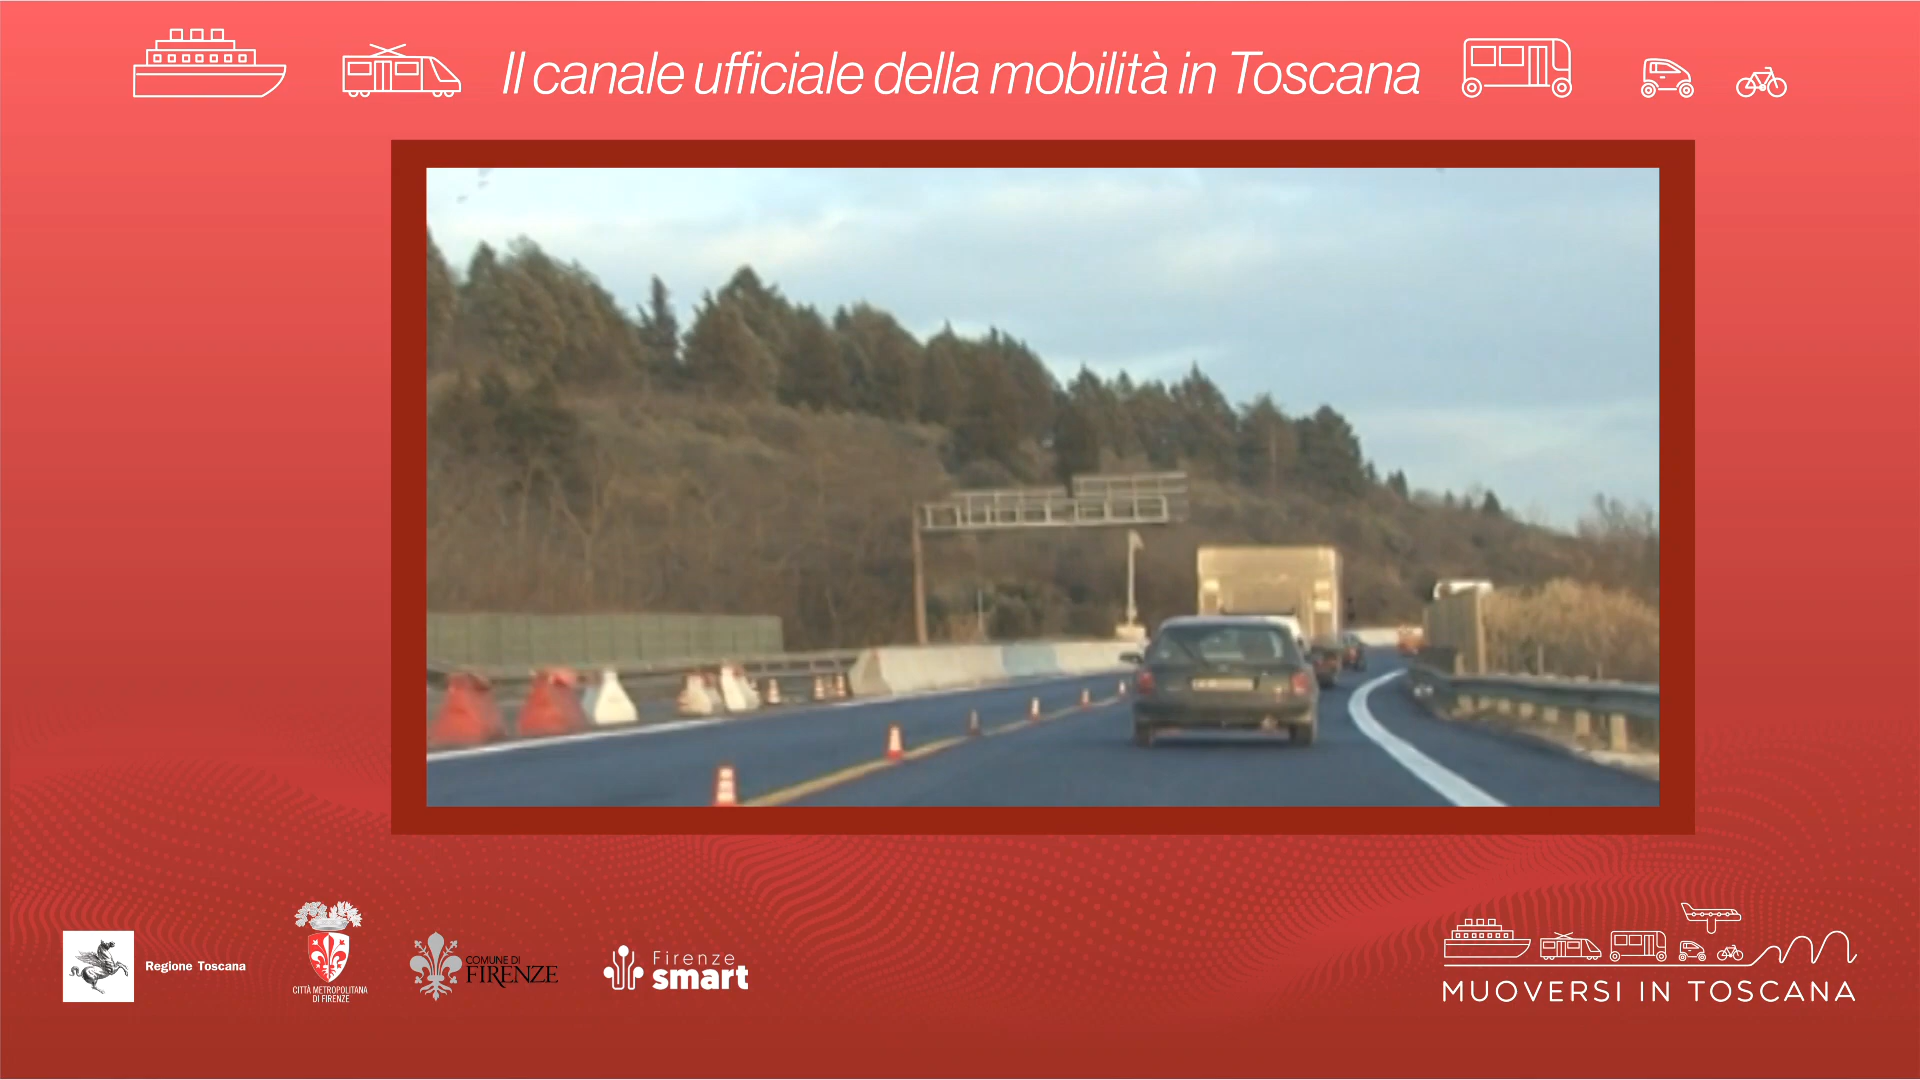 Il canale ufficiale della mobilità in Toscana
Regione Toscana
CITTÀ METROPOLITANA
DI FIRENZE
COMUNE DI
FIRENZE
Firenze
smart
MUOVERSI IN TOSCANA